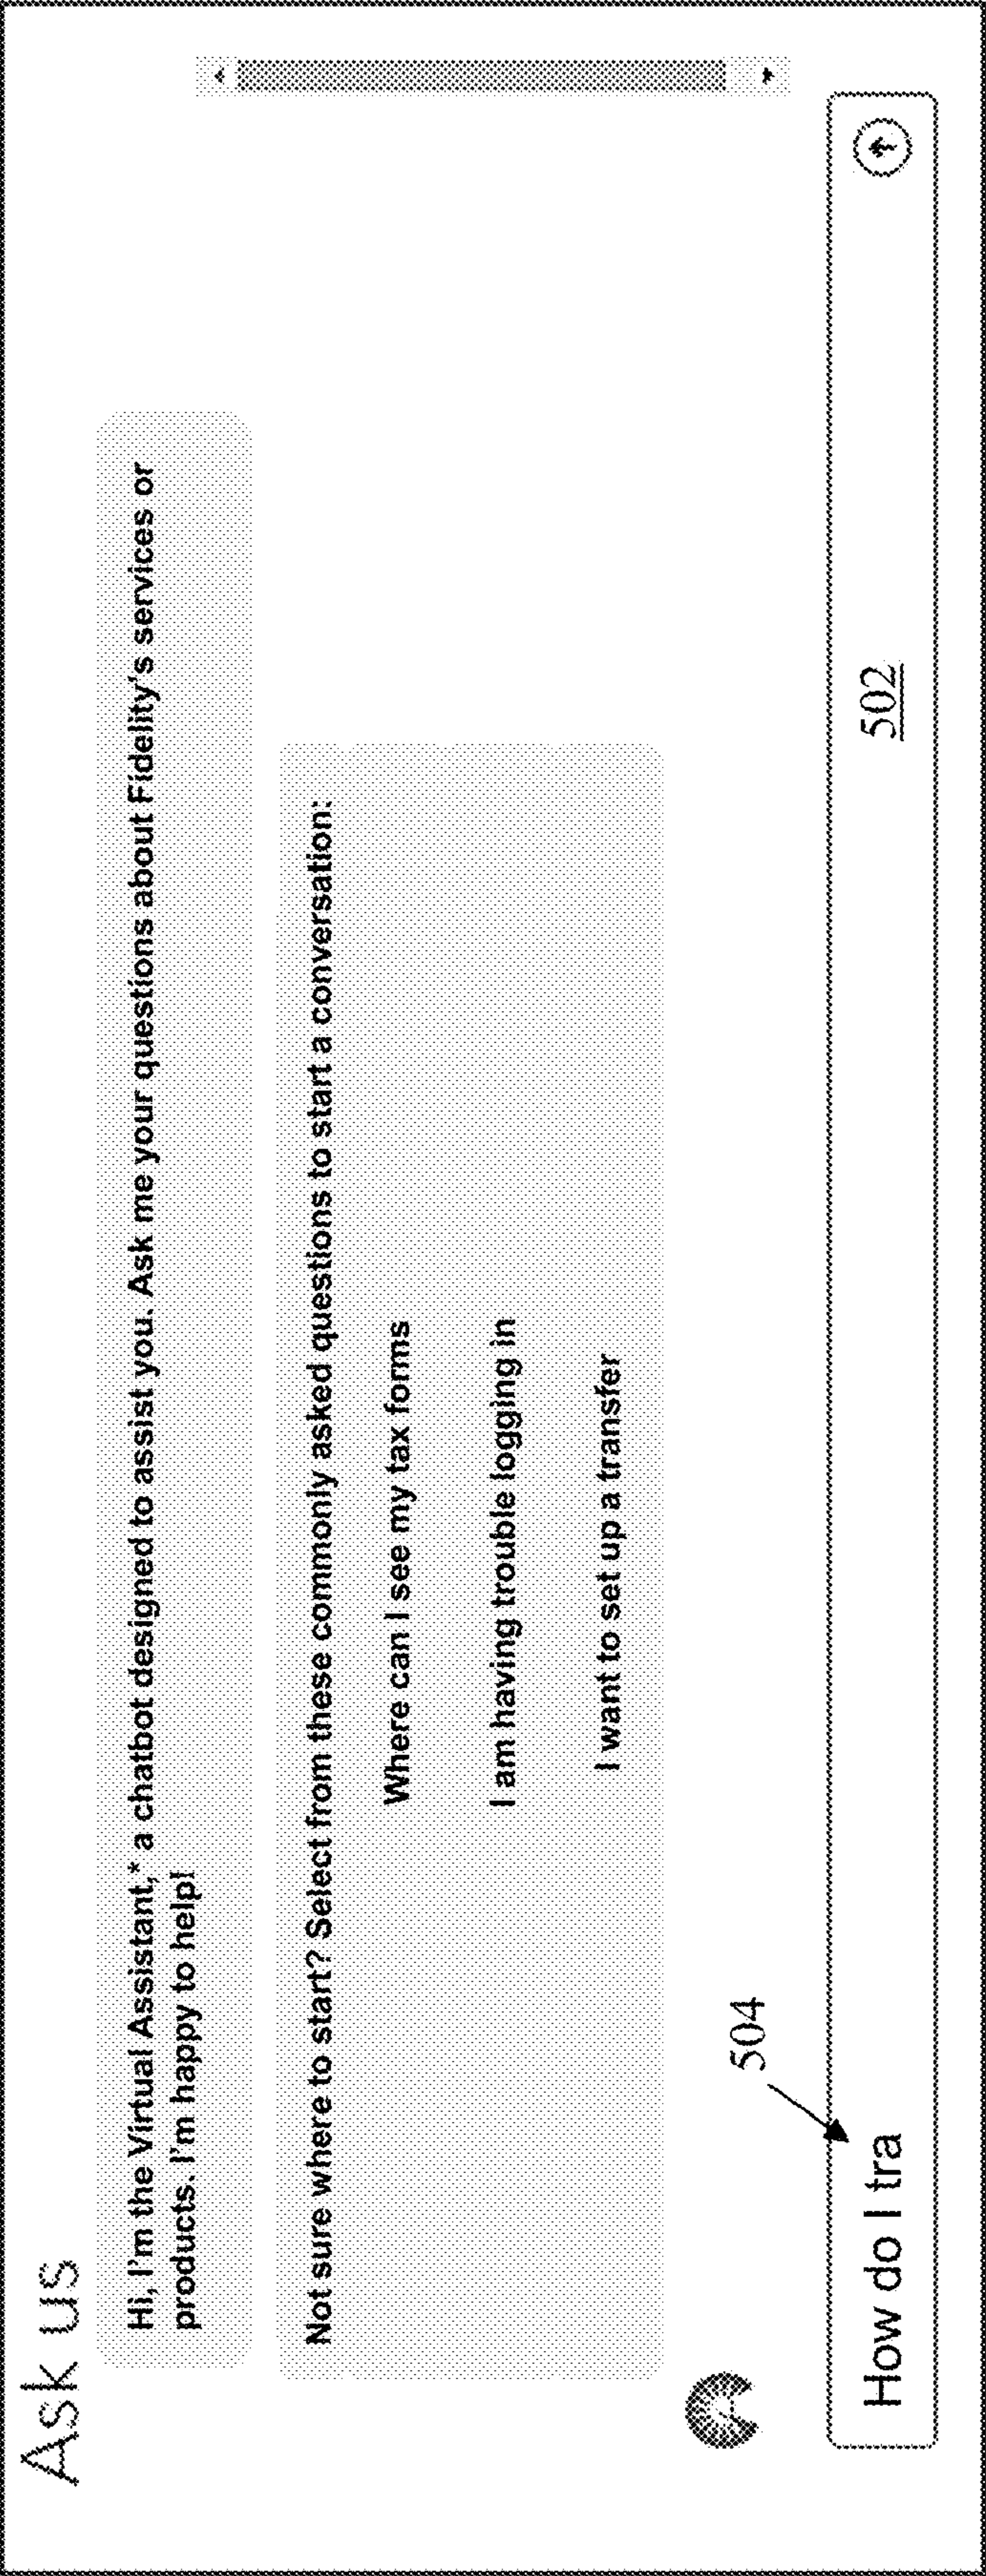 Ask us
Hi, I'm the Virtual Assistant,* a chatbot designed to assist you. Ask me your questions about Fidelity's services or
products. I'm happy to help!
Not sure where to start? Select from these commonly asked questions to start a conversation:
Where can I see my tax forms
I am having trouble logging in
I want to set up a transfer
504
How do I tra
502